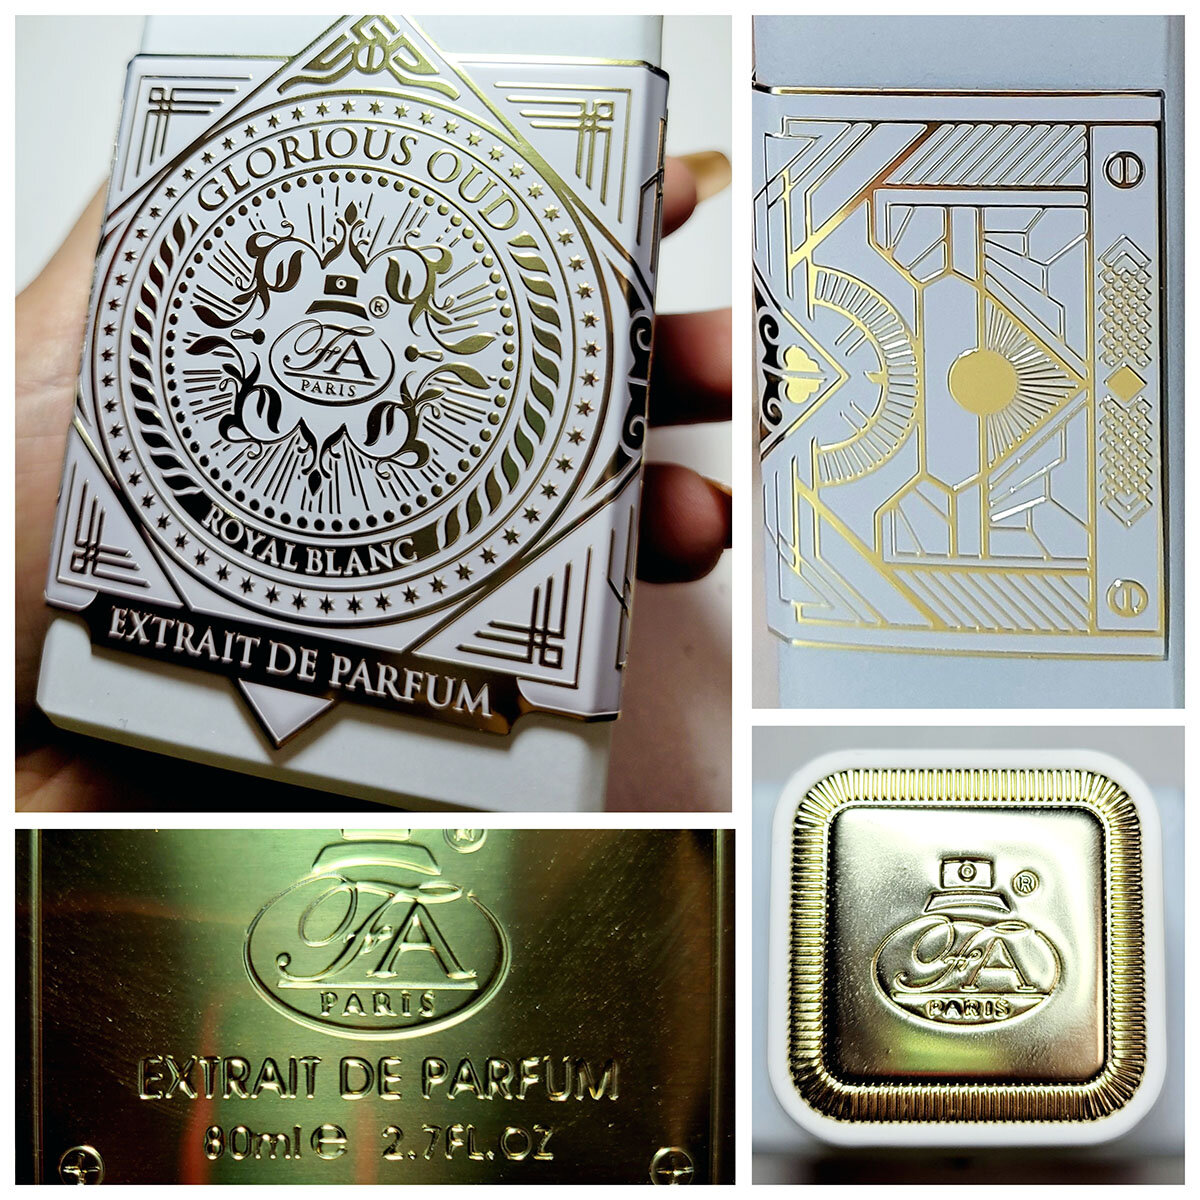 GLORIOUS OUD
®
FA
PARIS
ROYAL BLANC
EXTRAIT DE PARFUM
FA
PARIS
EXTRAIT DE PARFUM
80ml ℮ 2.7FL.OZ
®
FA
PARIS